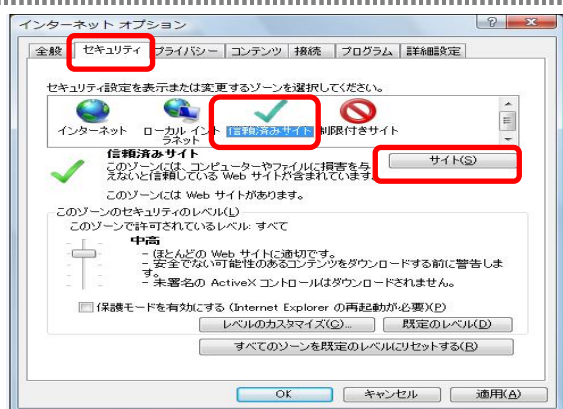 インターネット オプション
全般 セキュリティ プライバシー コンテンツ 接続 プログラム 詳細設定
セキュリティ設定を表示または変更するゾーンを選択してください。
インターネット ローカル イントラネット 信頼済みサイト 制限付きサイト
信頼済みサイト
サイト(S)
このゾーンには、コンピューターやファイルに損害を与
えないと信頼している Web サイトが含まれています。
このゾーンには Web サイトがあります。
このゾーンのセキュリティのレベル(L)
このゾーンで許可されているレベル: すべて
中高
- ほとんどの Web サイトに適切です。
- 安全でない可能性のあるコンテンツをダウンロードする前に警告しま
す。
- 未署名の ActiveX コントロールはダウンロードされません。
保護モードを有効にする (Internet Explorer の再起動が必要)(P)
レベルのカスタマイズ(C)... 既定のレベル(D)
すべてのゾーンを既定のレベルにリセットする(R)
OK キャンセル 適用(A)